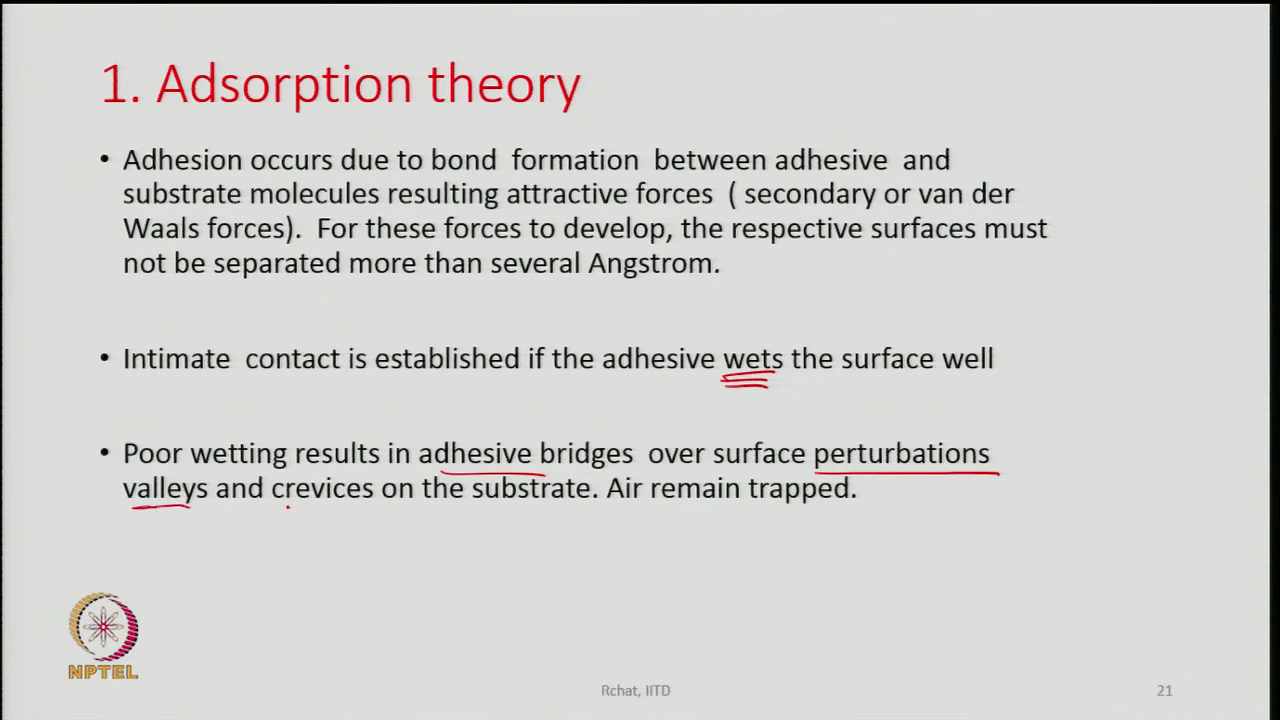 1. Adsorption theory
• Adhesion occurs due to bond formation between adhesive and
substrate molecules resulting attractive forces ( secondary or van der
Waals forces). For these forces to develop, the respective surfaces must
not be separated more than several Angstrom.
• Intimate contact is established if the adhesive wets the surface well
• Poor wetting results in adhesive bridges over surface perturbations
valleys and crevices on the substrate. Air remain trapped.
NPTEL
Rchat, IITD
21